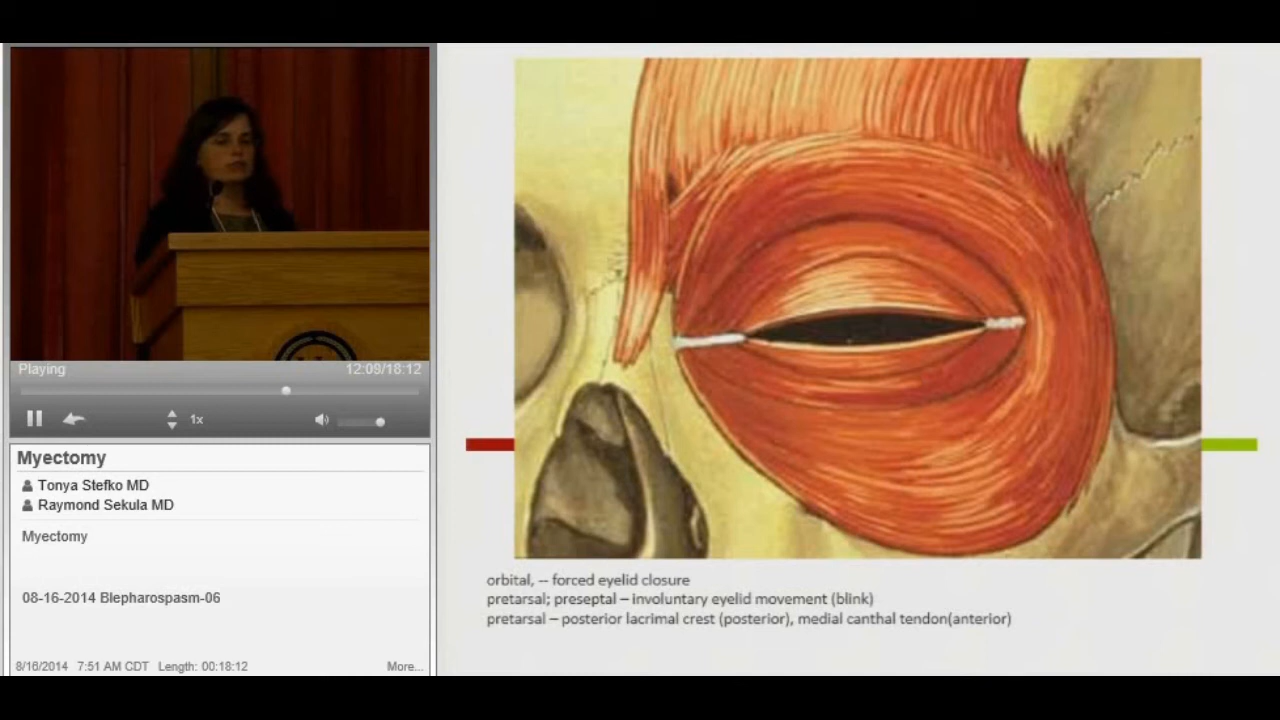 Playing 12:09/18:12
1x
Myectomy
Tonya Stefko MD
Raymond Sekula MD
Myectomy
08-16-2014 Blepharospasm-06
8/16/2014 7:51 AM CDT Length: 00:18:12 More...
orbital, -- forced eyelid closure
pretarsal; preseptal – involuntary eyelid movement (blink)
pretarsal – posterior lacrimal crest (posterior), medial canthal tendon(anterior)